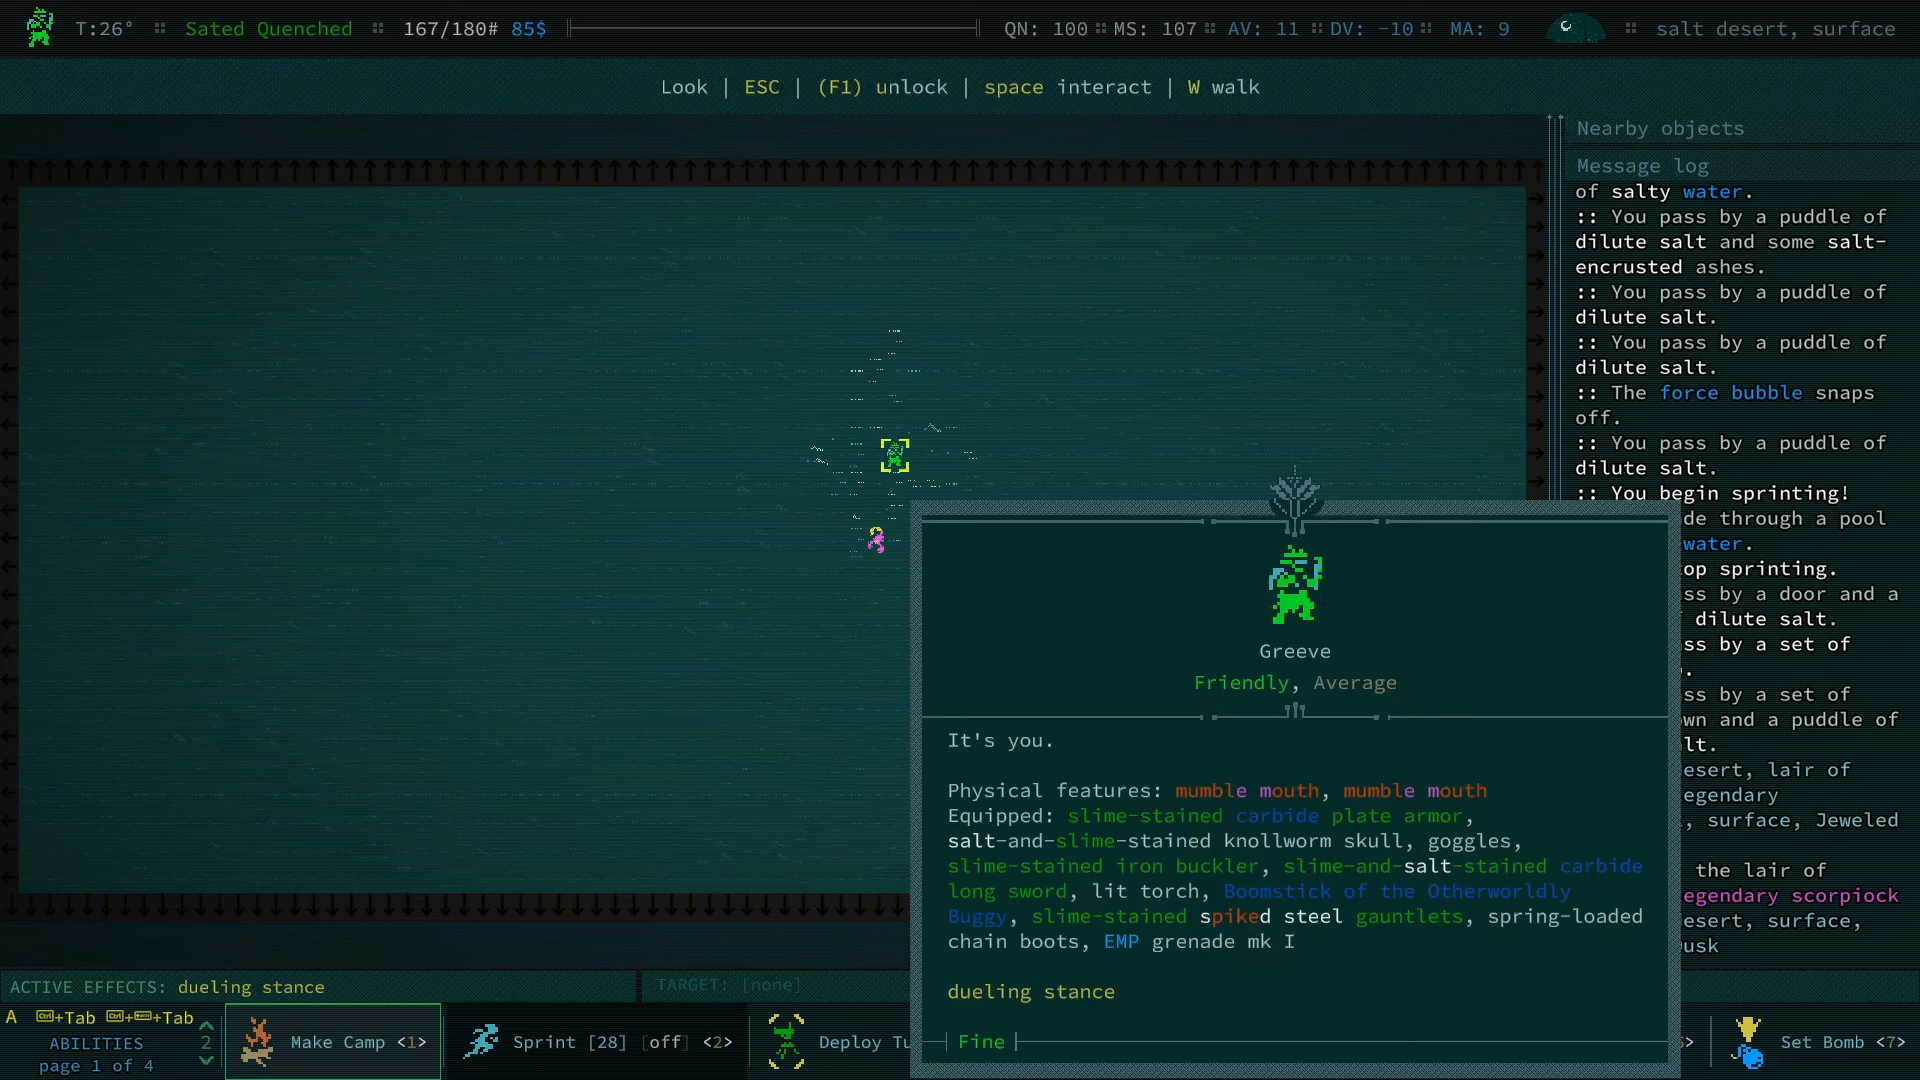 T:26° Sated Quenched 167/180# 85$ QN: 100 MS: 107 AV: 11 DV: -10 MA: 9 salt desert, surface
Look | ESC | (F1) unlock | space interact | W walk
Nearby objects
Message log
of salty water.
:: You pass by a puddle of
dilute salt and some salt-
encrusted ashes.
:: You pass by a puddle of
dilute salt.
:: You pass by a puddle of
dilute salt.
:: The force bubble snaps
off.
:: You pass by a puddle of
dilute salt.
:: You begin sprinting!
de through a pool
water.
op sprinting.
ss by a door and a
dilute salt.
ss by a set of
.
ss by a set of
wn and a puddle of
lt.
esert, lair of
egendary
, surface, Jeweled
the lair of
egendary scorpiock
esert, surface,
usk
Greeve
Friendly, Average
It's you.
Physical features: mumble mouth, mumble mouth
Equipped: slime-stained carbide plate armor,
salt-and-slime-stained knollworm skull, goggles,
slime-stained iron buckler, slime-and-salt-stained carbide
long sword, lit torch, Boomstick of the Otherworldly
Buggy, slime-stained spiked steel gauntlets, spring-loaded
chain boots, EMP grenade mk I
dueling stance
Fine
ACTIVE EFFECTS: dueling stance
TARGET: [none]
A Ctrl+Tab Ctrl+ +Tab
ABILITIES 2
page 1 of 4
Make Camp <1>
Sprint [28] [off] <2>
Deploy Tu
>
Set Bomb <7>